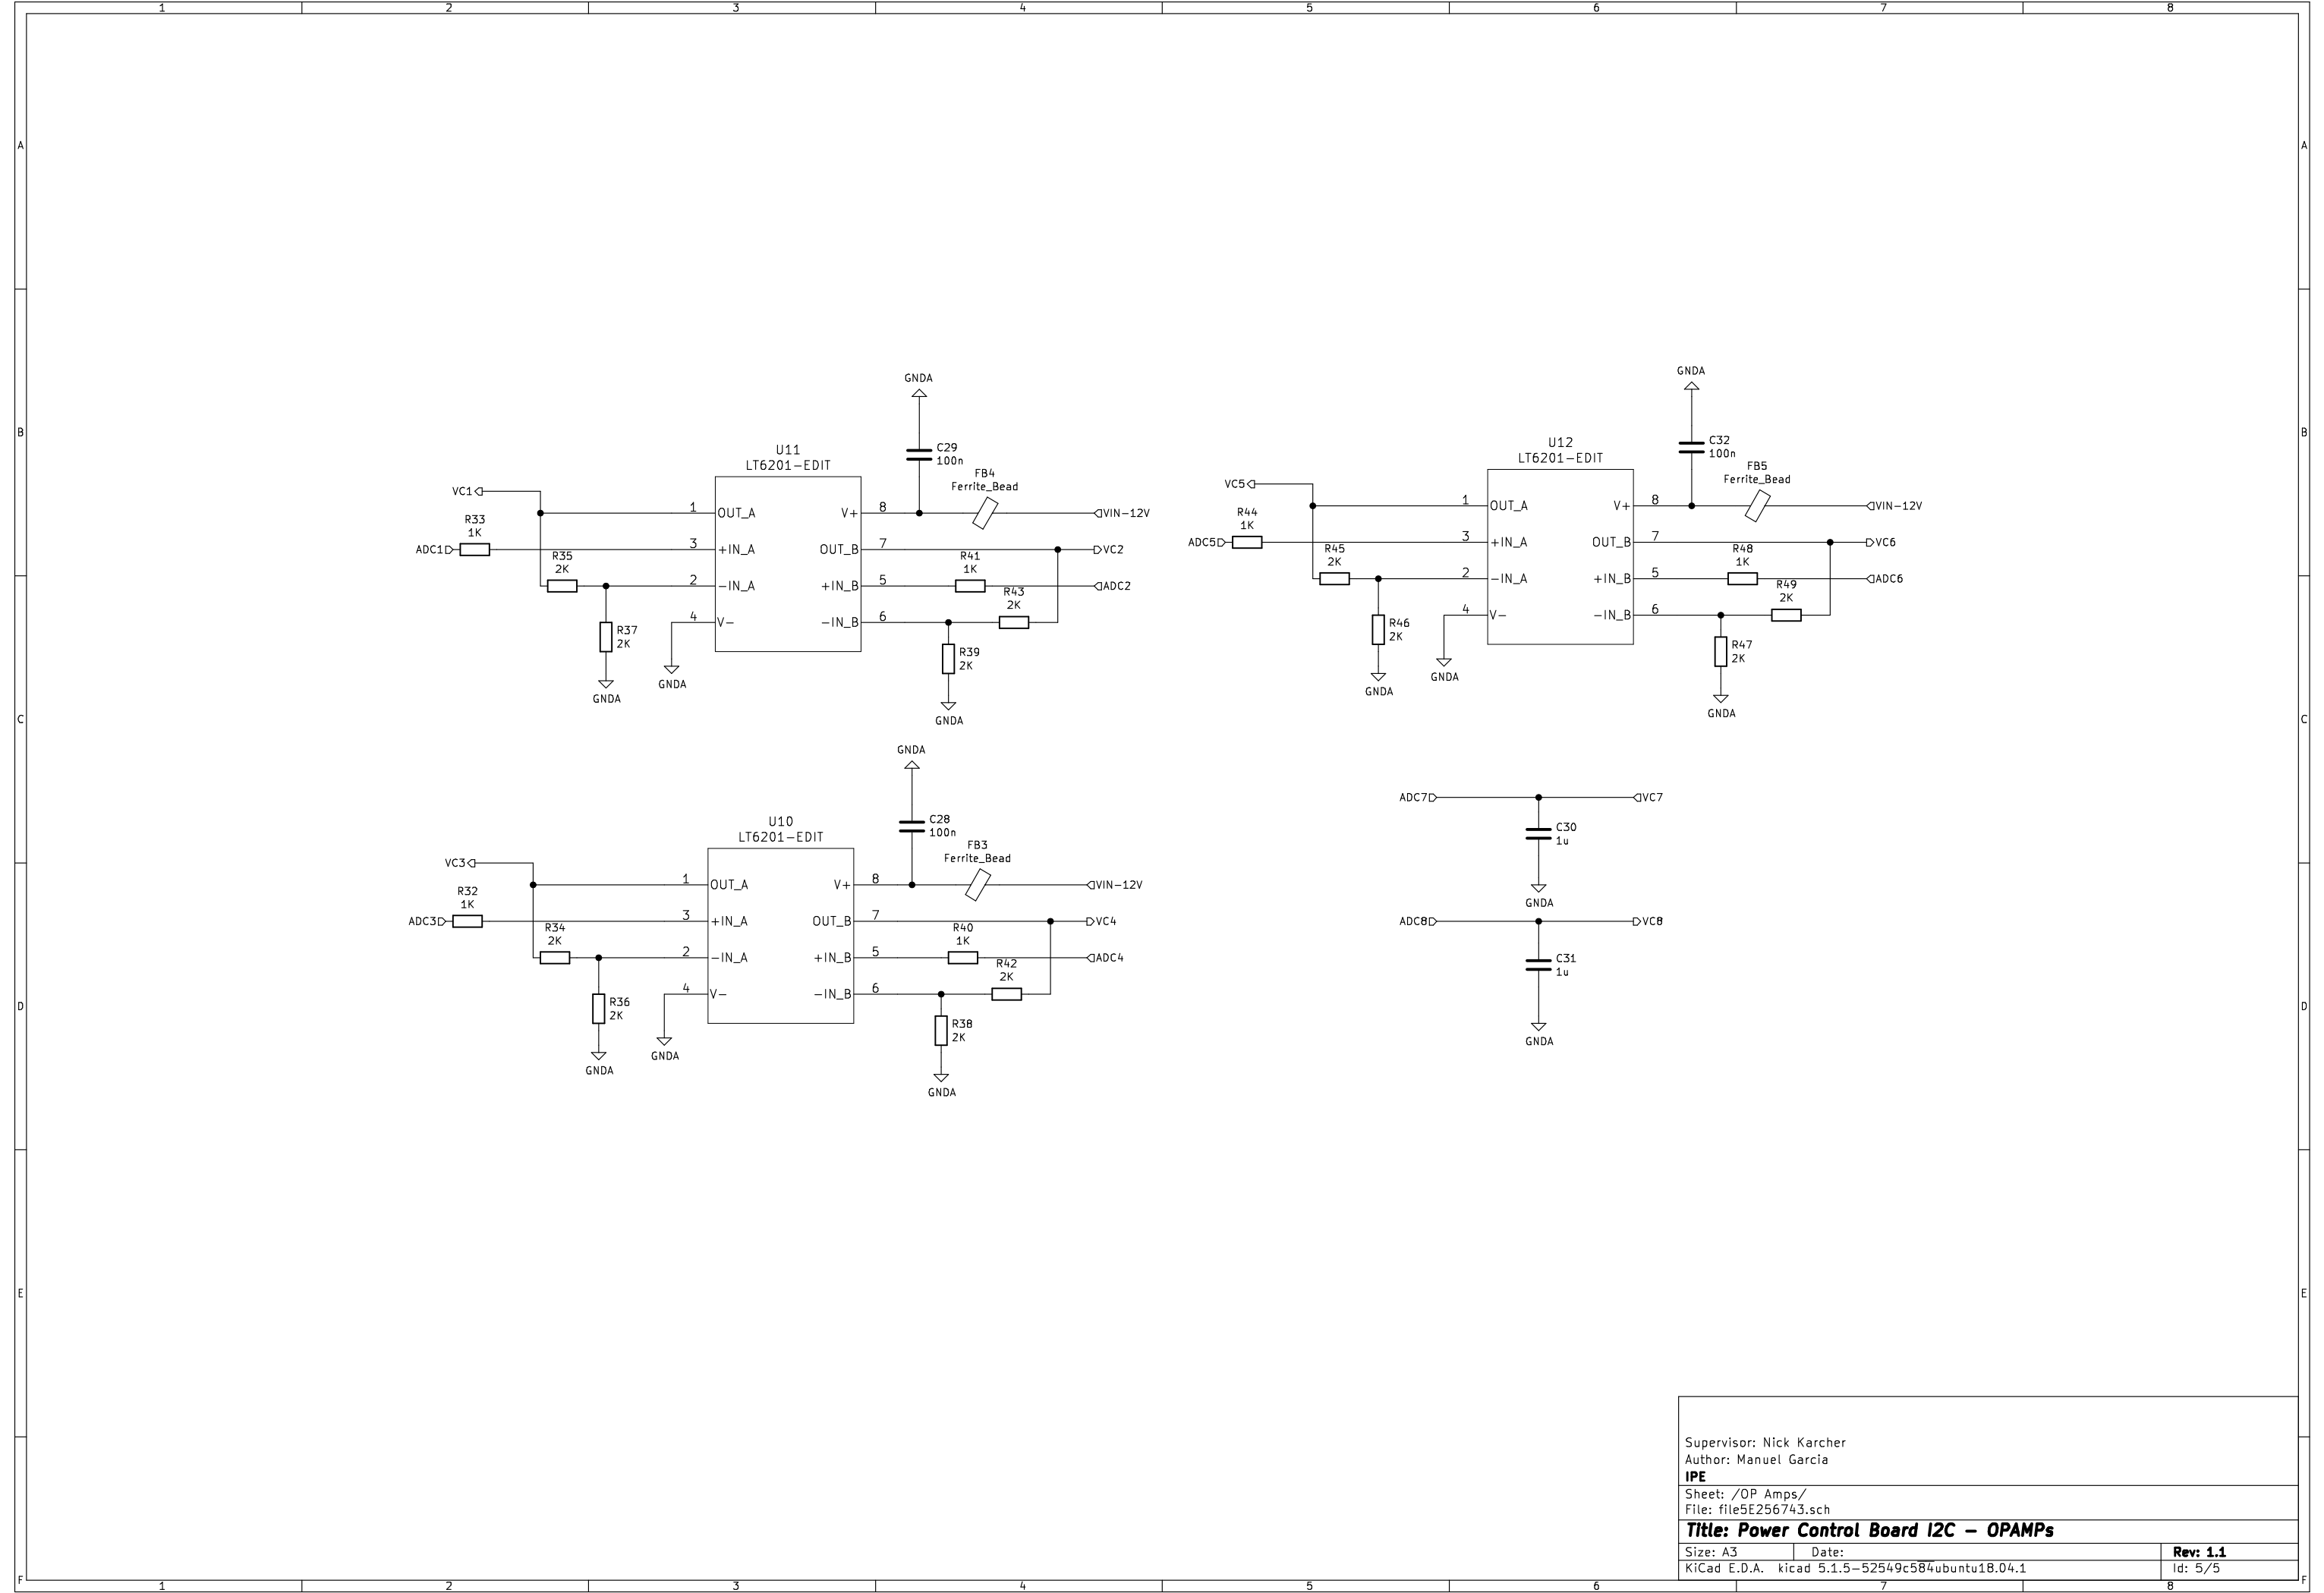 1 2 3 4 5 6 7 8
A A
B B
C C
D D
E E
F F
GNDA
C29
100n
U11
LT6201-EDIT
FB4
Ferrite_Bead
VC1
R33
1K
ADC1
R35
2K
R37
2K
GNDA
GNDA
1 OUT_A
3 +IN_A
2 -IN_A
4 V-
V+ 8
OUT_B 7
+IN_B 5
-IN_B 6
VIN-12V
VC2
R41
1K
ADC2
R43
2K
R39
2K
GNDA
GNDA
C32
100n
U12
LT6201-EDIT
FB5
Ferrite_Bead
VC5
R44
1K
ADC5
R45
2K
R46
2K
GNDA
GNDA
1 OUT_A
3 +IN_A
2 -IN_A
4 V-
V+ 8
OUT_B 7
+IN_B 5
-IN_B 6
VIN-12V
VC6
R48
1K
ADC6
R49
2K
R47
2K
GNDA
GNDA
C28
100n
U10
LT6201-EDIT
FB3
Ferrite_Bead
VC3
R32
1K
ADC3
R34
2K
R36
2K
GNDA
GNDA
1 OUT_A
3 +IN_A
2 -IN_A
4 V-
V+ 8
OUT_B 7
+IN_B 5
-IN_B 6
VIN-12V
VC4
R40
1K
ADC4
R42
2K
R38
2K
GNDA
ADC7 VC7
C30
1u
GNDA
ADC8 VC8
C31
1u
GNDA
Supervisor: Nick Karcher
Author: Manuel Garcia
IPE
Sheet: /OP Amps/
File: file5E256743.sch
Title: Power Control Board I2C - OPAMPs
Size: A3 Date: Rev: 1.1
KiCad E.D.A. kicad 5.1.5-52549c584ubuntu18.04.1 Id: 5/5
1 2 3 4 5 6 7 8